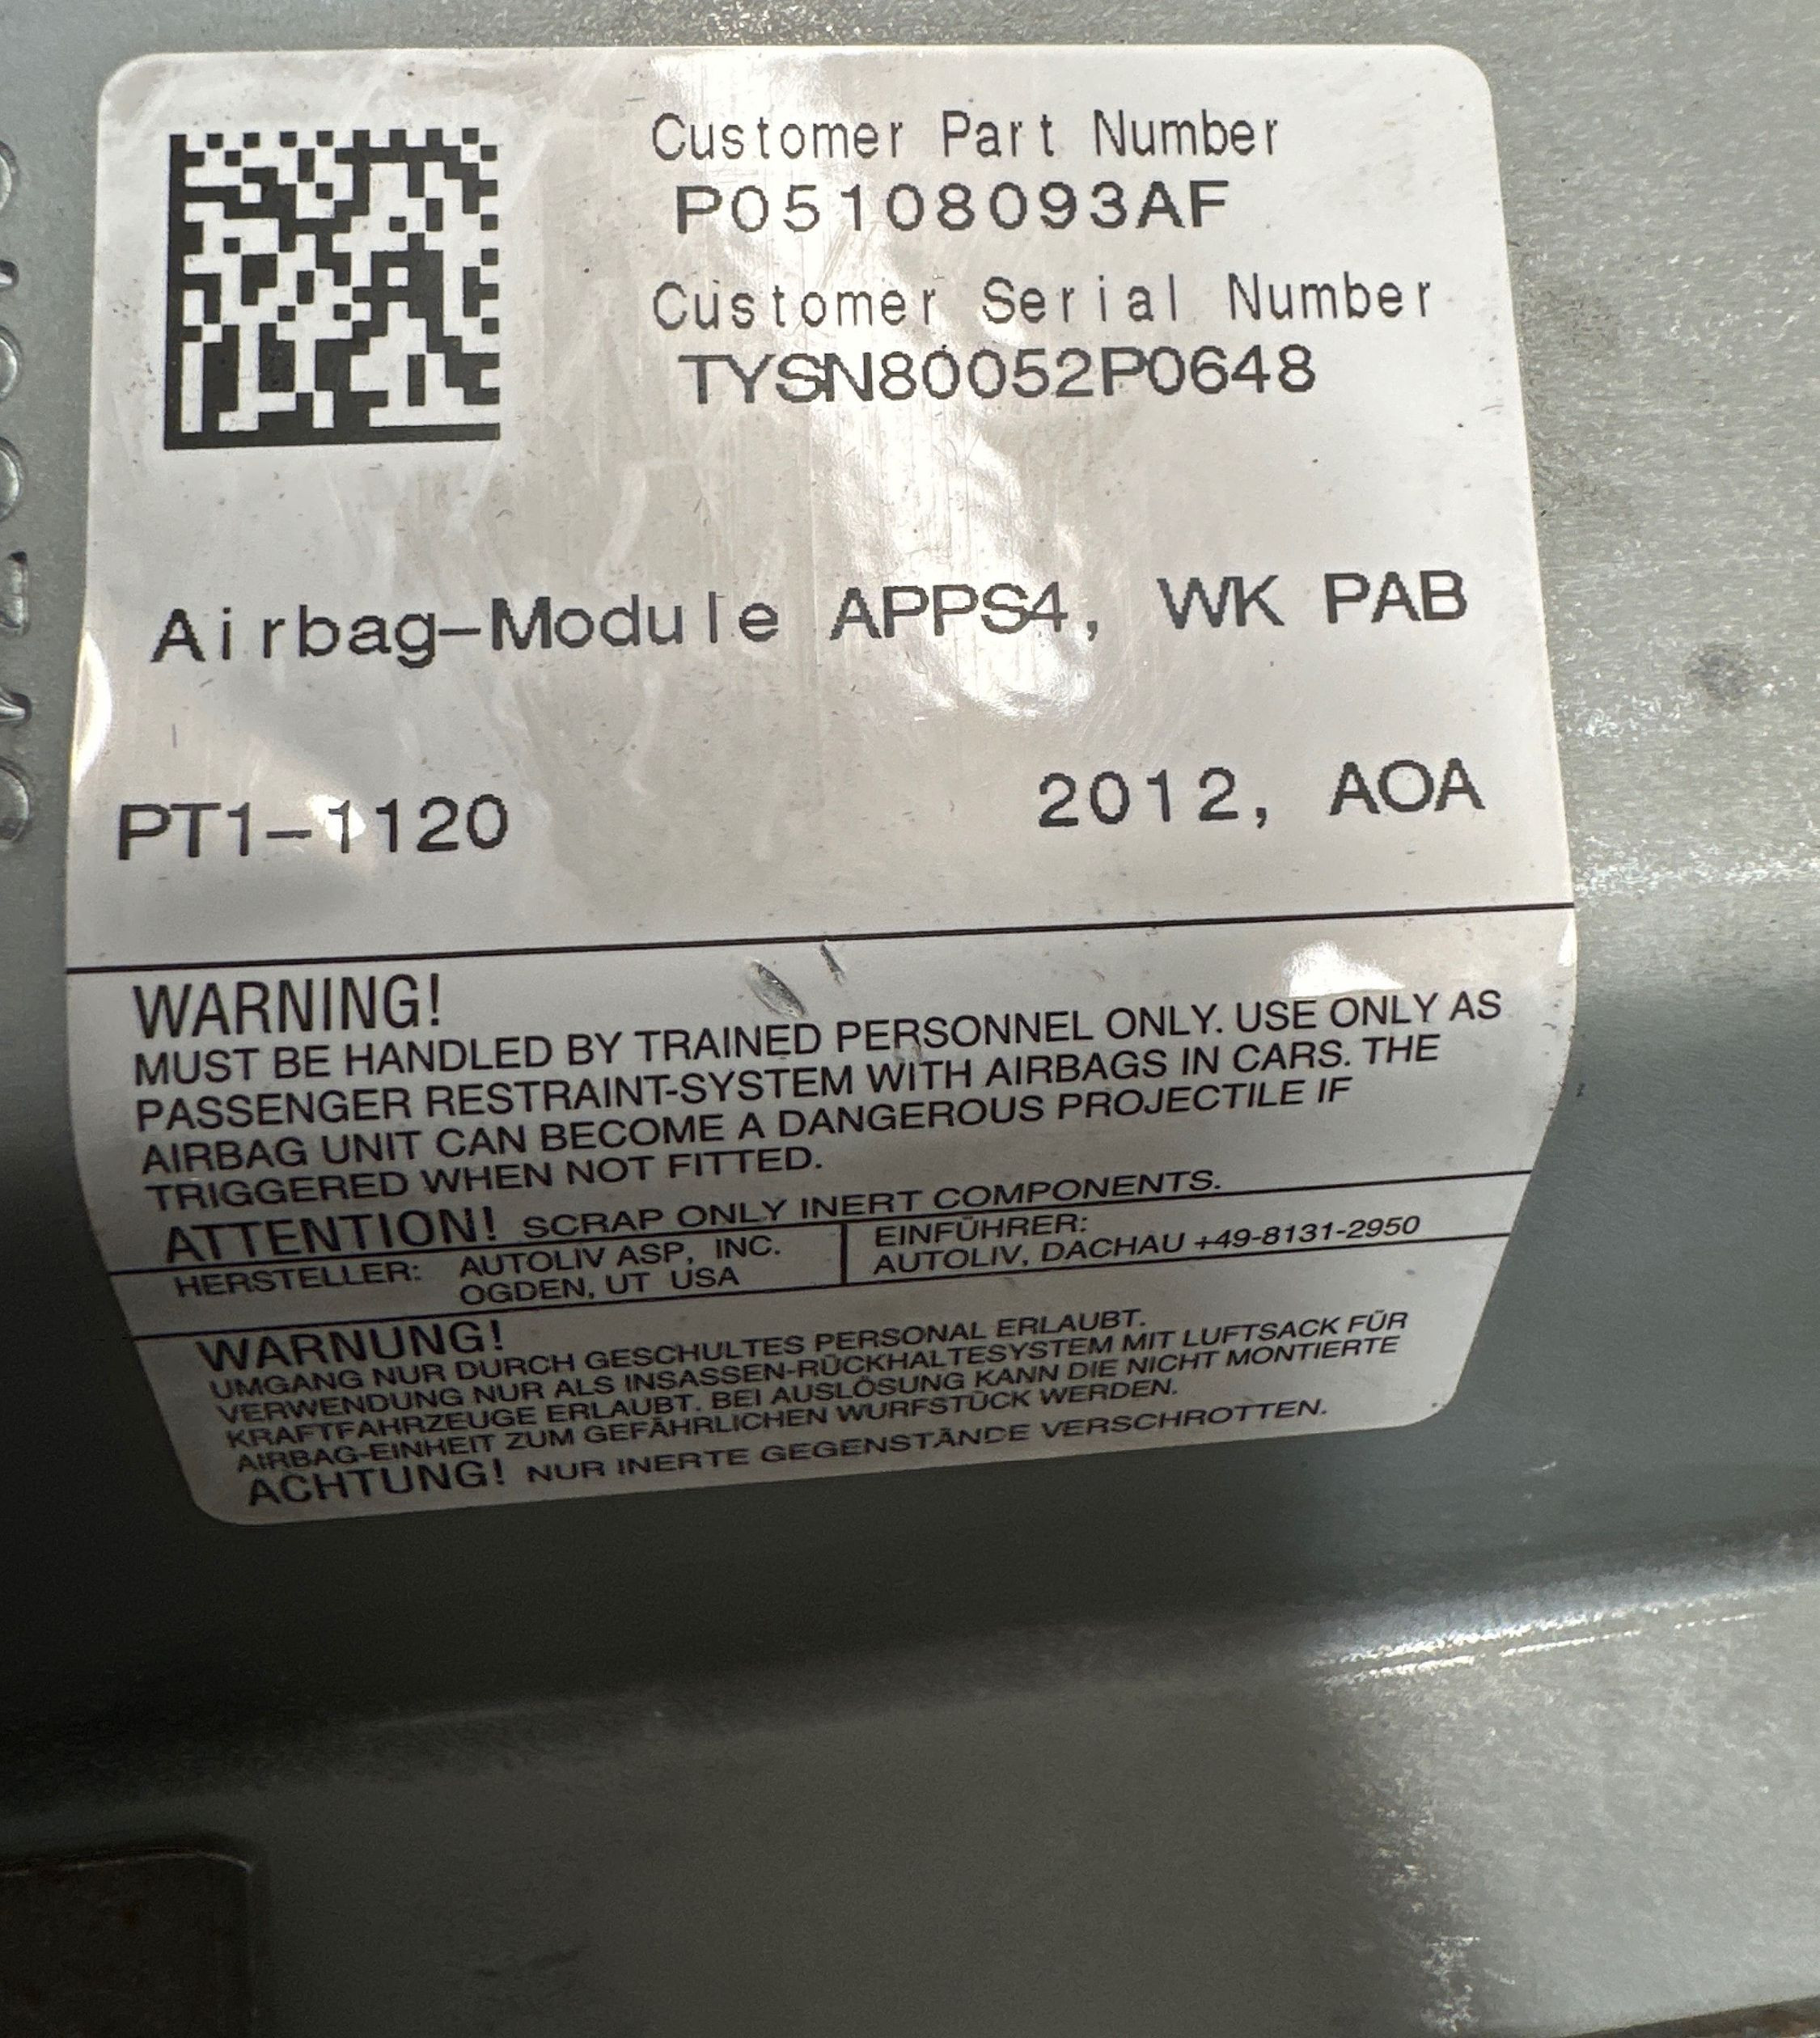 Customer Part Number
P05108093AF
Customer Serial Number
TYSN80052P0648
Airbag-Module APPS4, WK PAB
PT1-1120 2012, AOA
WARNING!
MUST BE HANDLED BY TRAINED PERSONNEL ONLY. USE ONLY AS
PASSENGER RESTRAINT-SYSTEM WITH AIRBAGS IN CARS. THE
AIRBAG UNIT CAN BECOME A DANGEROUS PROJECTILE IF
TRIGGERED WHEN NOT FITTED.
ATTENTION! SCRAP ONLY INERT COMPONENTS.
HERSTELLER: AUTOLIV ASP, INC.
OGDEN, UT USA
EINFÜHRER:
AUTOLIV, DACHAU +49-8131-2950
WARNUNG!
UMGANG NUR DURCH GESCHULTES PERSONAL ERLAUBT.
VERWENDUNG NUR ALS INSASSEN-RÜCKHALTESYSTEM MIT LUFTSACK FÜR
KRAFTFAHRZEUGE ERLAUBT. BEI AUSLÖSUNG KANN DIE NICHT MONTIERTE
AIRBAG-EINHEIT ZUM GEFÄHRLICHEN WURFSTÜCK WERDEN.
ACHTUNG! NUR INERTE GEGENSTÄNDE VERSCHROTTEN.